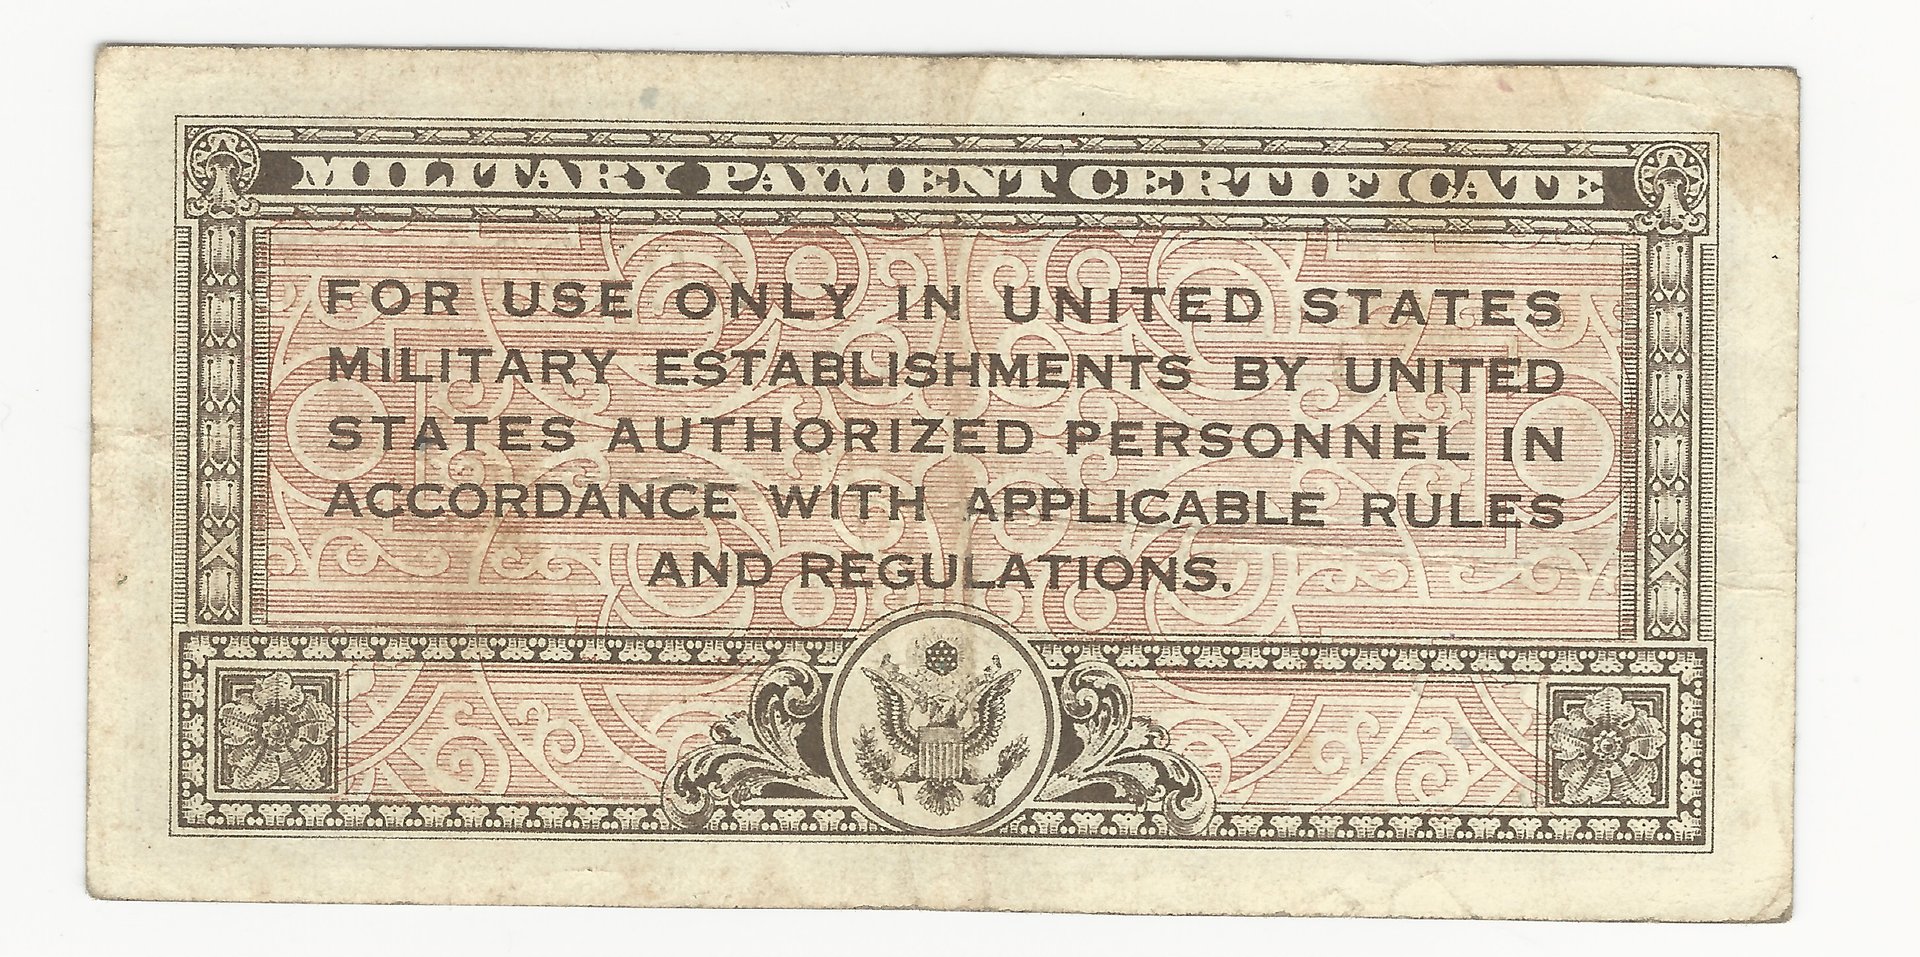 MILITARY PAYMENT CERTIFICATE
FOR USE ONLY IN UNITED STATES
MILITARY ESTABLISHMENTS BY UNITED
STATES AUTHORIZED PERSONNEL IN
ACCORDANCE WITH APPLICABLE RULES
AND REGULATIONS.